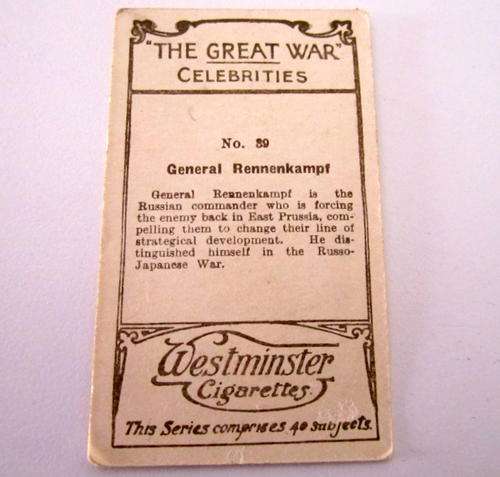 "THE GREAT WAR"
CELEBRITIES
No. 39
General Rennenkampf
General Rennenkampf is the
Russian commander who is forcing
the enemy back in East Prussia, com-
pelling them to change their line of
strategical development. He dis-
tinguished himself in the Russo-
Japanese War.
Westminster
Cigarettes.
This Series comprises 40 subjects.